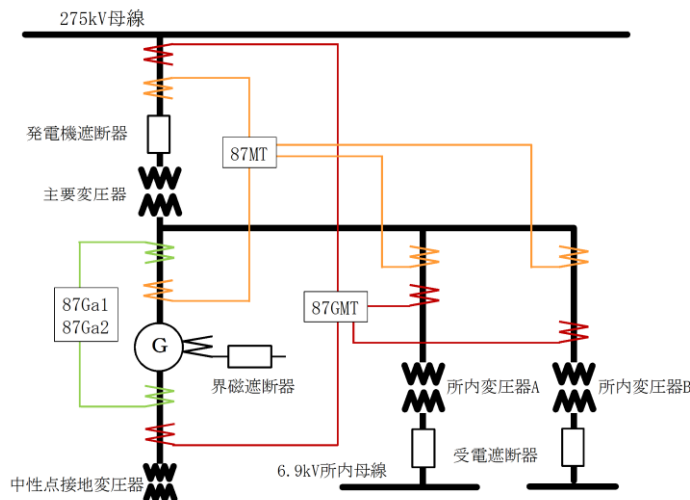 275kV母線
発電機遮断器
87MT
主要変圧器
87Ga1
87Ga2
87GMT
G
界磁遮断器
所内変圧器A
所内変圧器B
6.9kV所内母線
受電遮断器
中性点接地変圧器